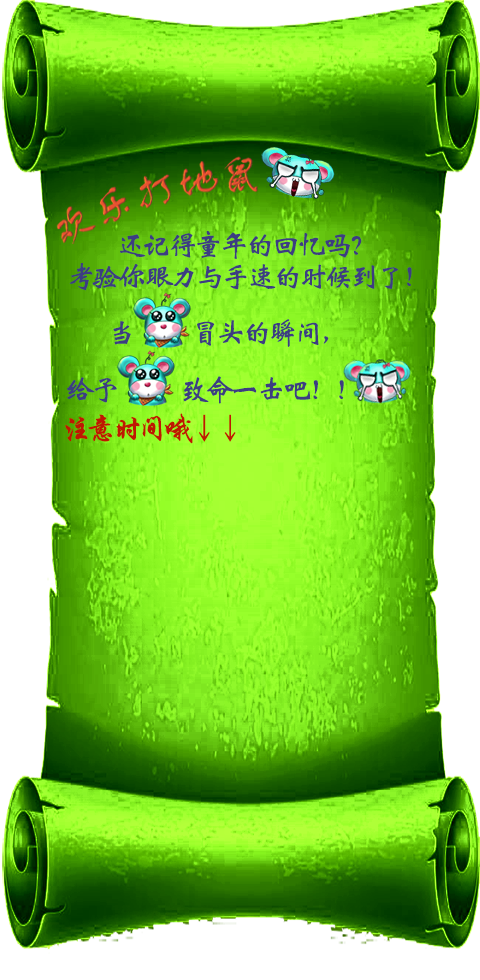 欢乐打地鼠
还记得童年的回忆吗?
考验你眼力与手速的时候到了!
当 冒头的瞬间,
给予 致命一击吧!!
注意时间哦↓↓